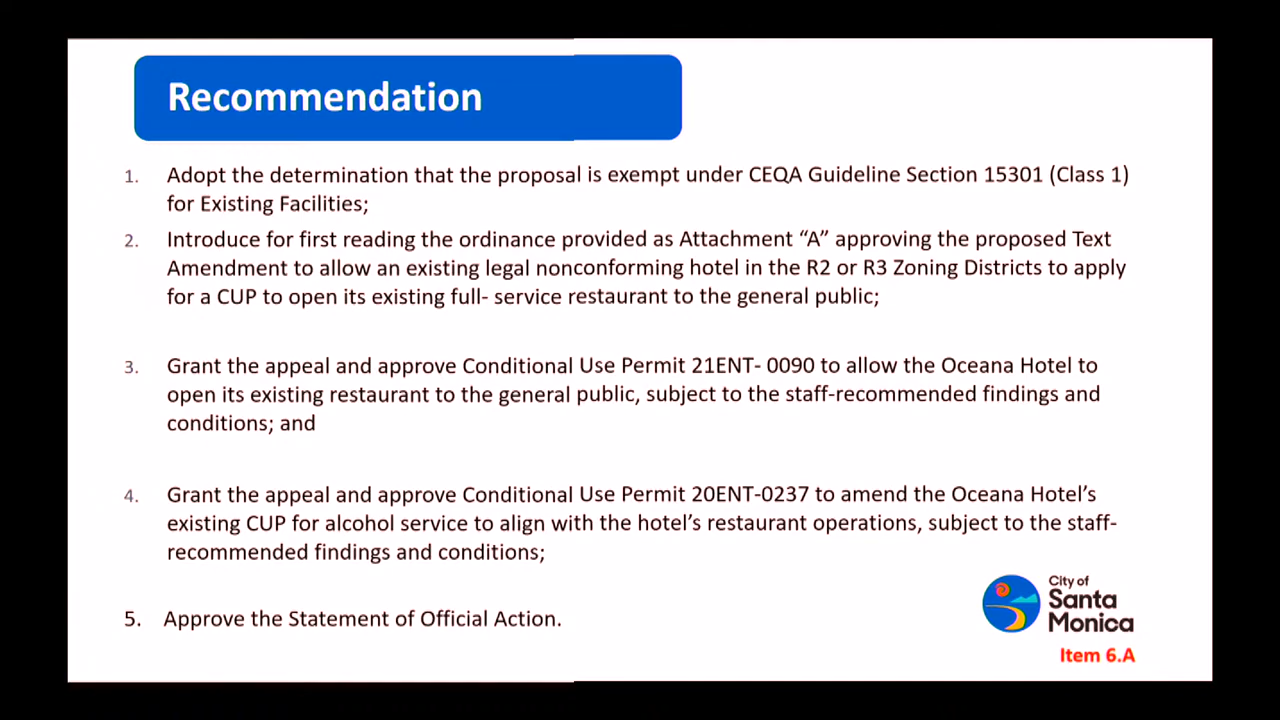 Recommendation
1. Adopt the determination that the proposal is exempt under CEQA Guideline Section 15301 (Class 1)
for Existing Facilities;
2. Introduce for first reading the ordinance provided as Attachment “A” approving the proposed Text
Amendment to allow an existing legal nonconforming hotel in the R2 or R3 Zoning Districts to apply
for a CUP to open its existing full- service restaurant to the general public;
3. Grant the appeal and approve Conditional Use Permit 21ENT- 0090 to allow the Oceana Hotel to
open its existing restaurant to the general public, subject to the staff-recommended findings and
conditions; and
4. Grant the appeal and approve Conditional Use Permit 20ENT-0237 to amend the Oceana Hotel’s
existing CUP for alcohol service to align with the hotel’s restaurant operations, subject to the staff-
recommended findings and conditions;
5. Approve the Statement of Official Action.
City of
Santa
Monica
Item 6.A